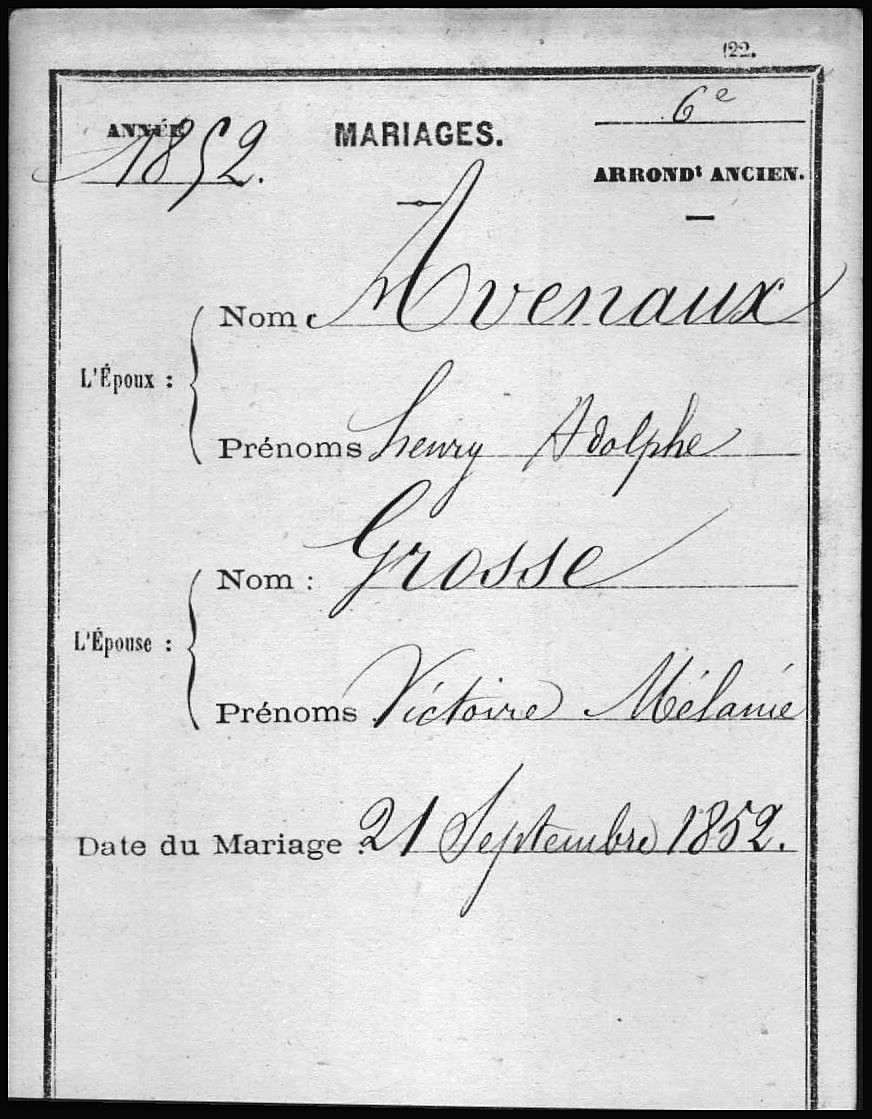 122.
ANNÉE 1852.
MARIAGES.
6e
ARRONDt ANCIEN.
L'Époux :
Nom : Avenaux
Prénoms henry Adolphe
L'Épouse :
Nom : Grosse
Prénoms Victoire Mélanie
Date du Mariage : 21 Septembre 1852.